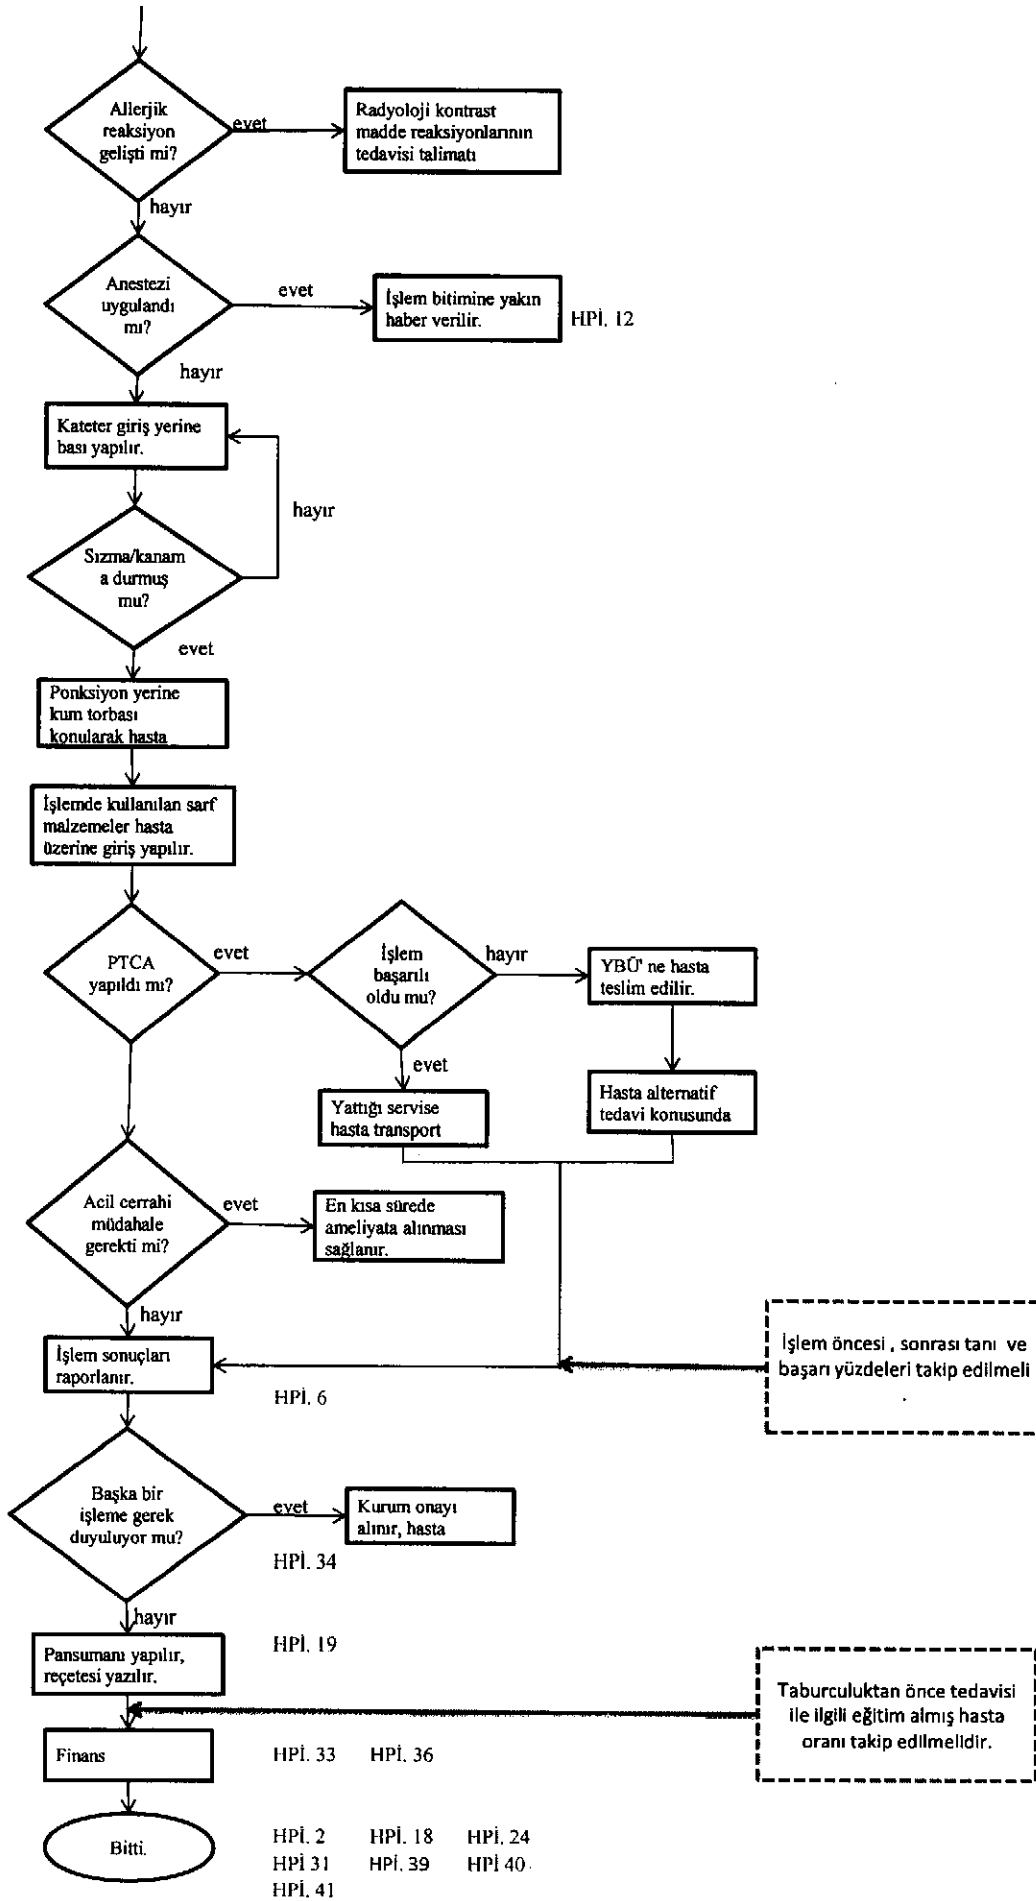 Allerjik
reaksiyon
gelişti mi?
evet
Radyoloji kontrast
madde reaksiyonlarının
tedavisi talimatı
hayır
Anestezi
uygulandı
mı?
evet
İşlem bitimine yakın
haber verilir.
HPİ. 12
hayır
Kateter giriş yerine
bası yapılır.
hayır
Sızma/kanam
a durmuş
mu?
evet
Ponksiyon yerine
kum torbası
konularak hasta
İşlemde kullanılan sarf
malzemeler hasta
üzerine giriş yapılır.
PTCA
yapıldı mı?
evet
İşlem
başarılı
oldu mu?
hayır
YBÜ' ne hasta
teslim edilir.
evet
Yattığı servise
hasta transport
Hasta alternatif
tedavi konusunda
Acil cerrahi
müdahale
gerekti mi?
evet
En kısa sürede
ameliyata alınması
sağlanır.
hayır
İşlem sonuçları
raporlanır.
HPİ. 6
İşlem öncesi , sonrası tanı ve
başarı yüzdeleri takip edilmeli
.
Başka bir
işleme gerek
duyuluyor mu?
evet
Kurum onayı
alınır, hasta
HPİ. 34
hayır
HPİ. 19
Pansumanı yapılır,
reçetesi yazılır.
Taburculuktan önce tedavisi
ile ilgili eğitim almış hasta
oranı takip edilmelidir.
Finans
HPİ. 33 HPİ. 36
Bitti.
HPİ. 2 HPİ. 18 HPİ. 24
HPİ 31 HPİ. 39 HPİ 40
HPİ. 41